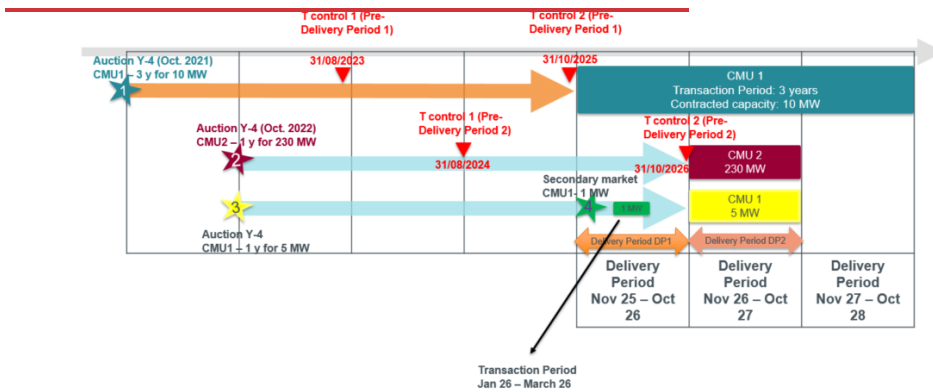 T control 1 (Pre-
Delivery Period 1)
T control 2 (Pre-
Delivery Period 1)
Auction Y-4 (Oct. 2021)
CMU1 – 3 y for 10 MW
31/08/2023
31/10/2025
1
CMU 1
Transaction Period: 3 years
Contracted capacity: 10 MW
Auction Y-4 (Oct. 2022)
CMU2 – 1 y for 230 MW
T control 1 (Pre-
Delivery Period 2)
T control 2 (Pre-
Delivery Period 2)
2
31/08/2024
31/10/2026
CMU 2
230 MW
Secondary market
CMU1- 1 MW
3
4
1 MW
CMU 1
5 MW
Auction Y-4
CMU1 – 1 y for 5 MW
Delivery Period DP1
Delivery Period DP2
Delivery
Period
Nov 25 – Oct
26
Delivery
Period
Nov 26 – Oct
27
Delivery
Period
Nov 27 – Oct
28
Transaction Period
Jan 26 – March 26